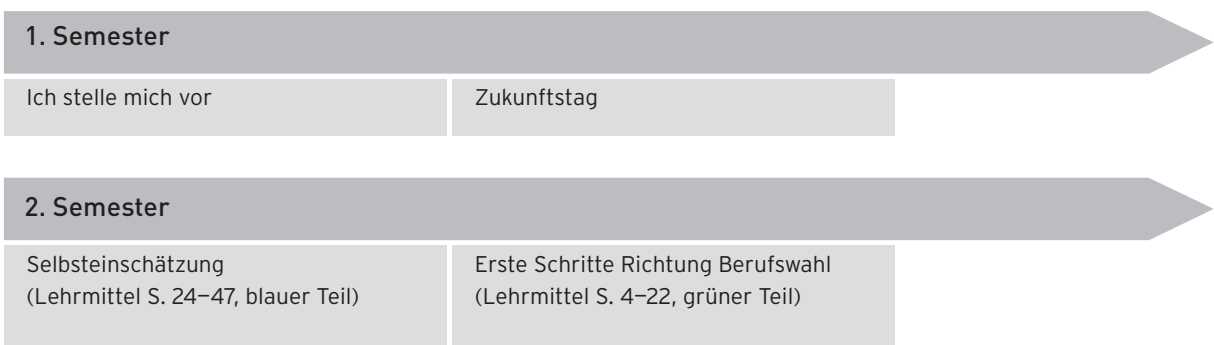 1. Semester
Ich stelle mich vor
Zukunftstag
2. Semester
Selbsteinschätzung
(Lehrmittel S. 24–47, blauer Teil)
Erste Schritte Richtung Berufswahl
(Lehrmittel S. 4–22, grüner Teil)